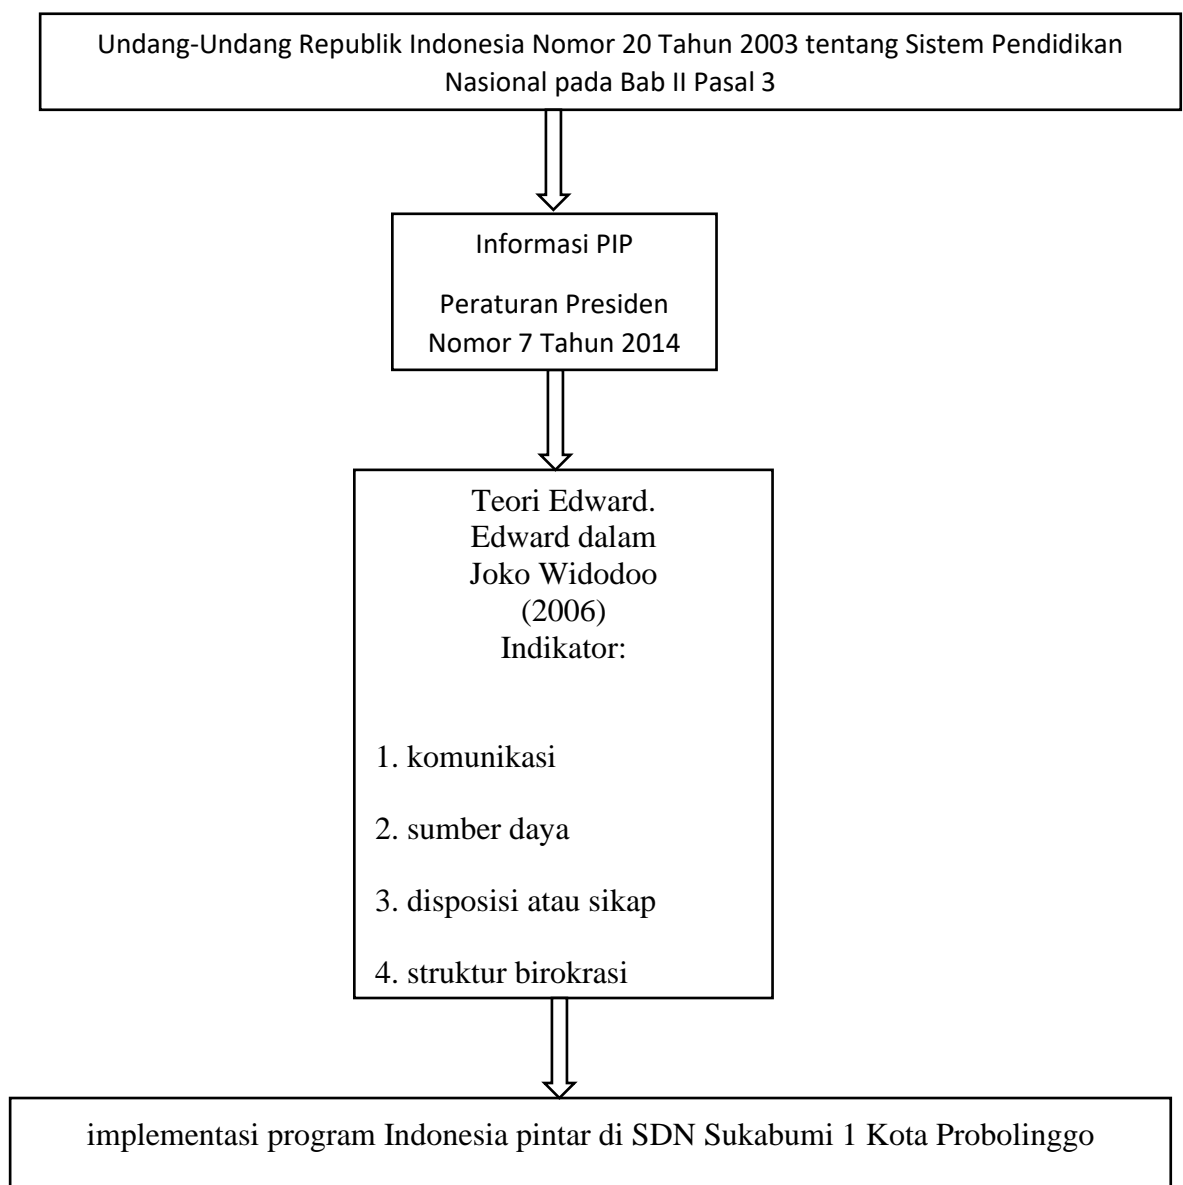 Undang-Undang Republik Indonesia Nomor 20 Tahun 2003 tentang Sistem Pendidikan
Nasional pada Bab II Pasal 3
Informasi PIP
Peraturan Presiden
Nomor 7 Tahun 2014
Teori Edward.
Edward dalam
Joko Widodoo
(2006)
Indikator:
1. komunikasi
2. sumber daya
3. disposisi atau sikap
4. struktur birokrasi
implementasi program Indonesia pintar di SDN Sukabumi 1 Kota Probolinggo